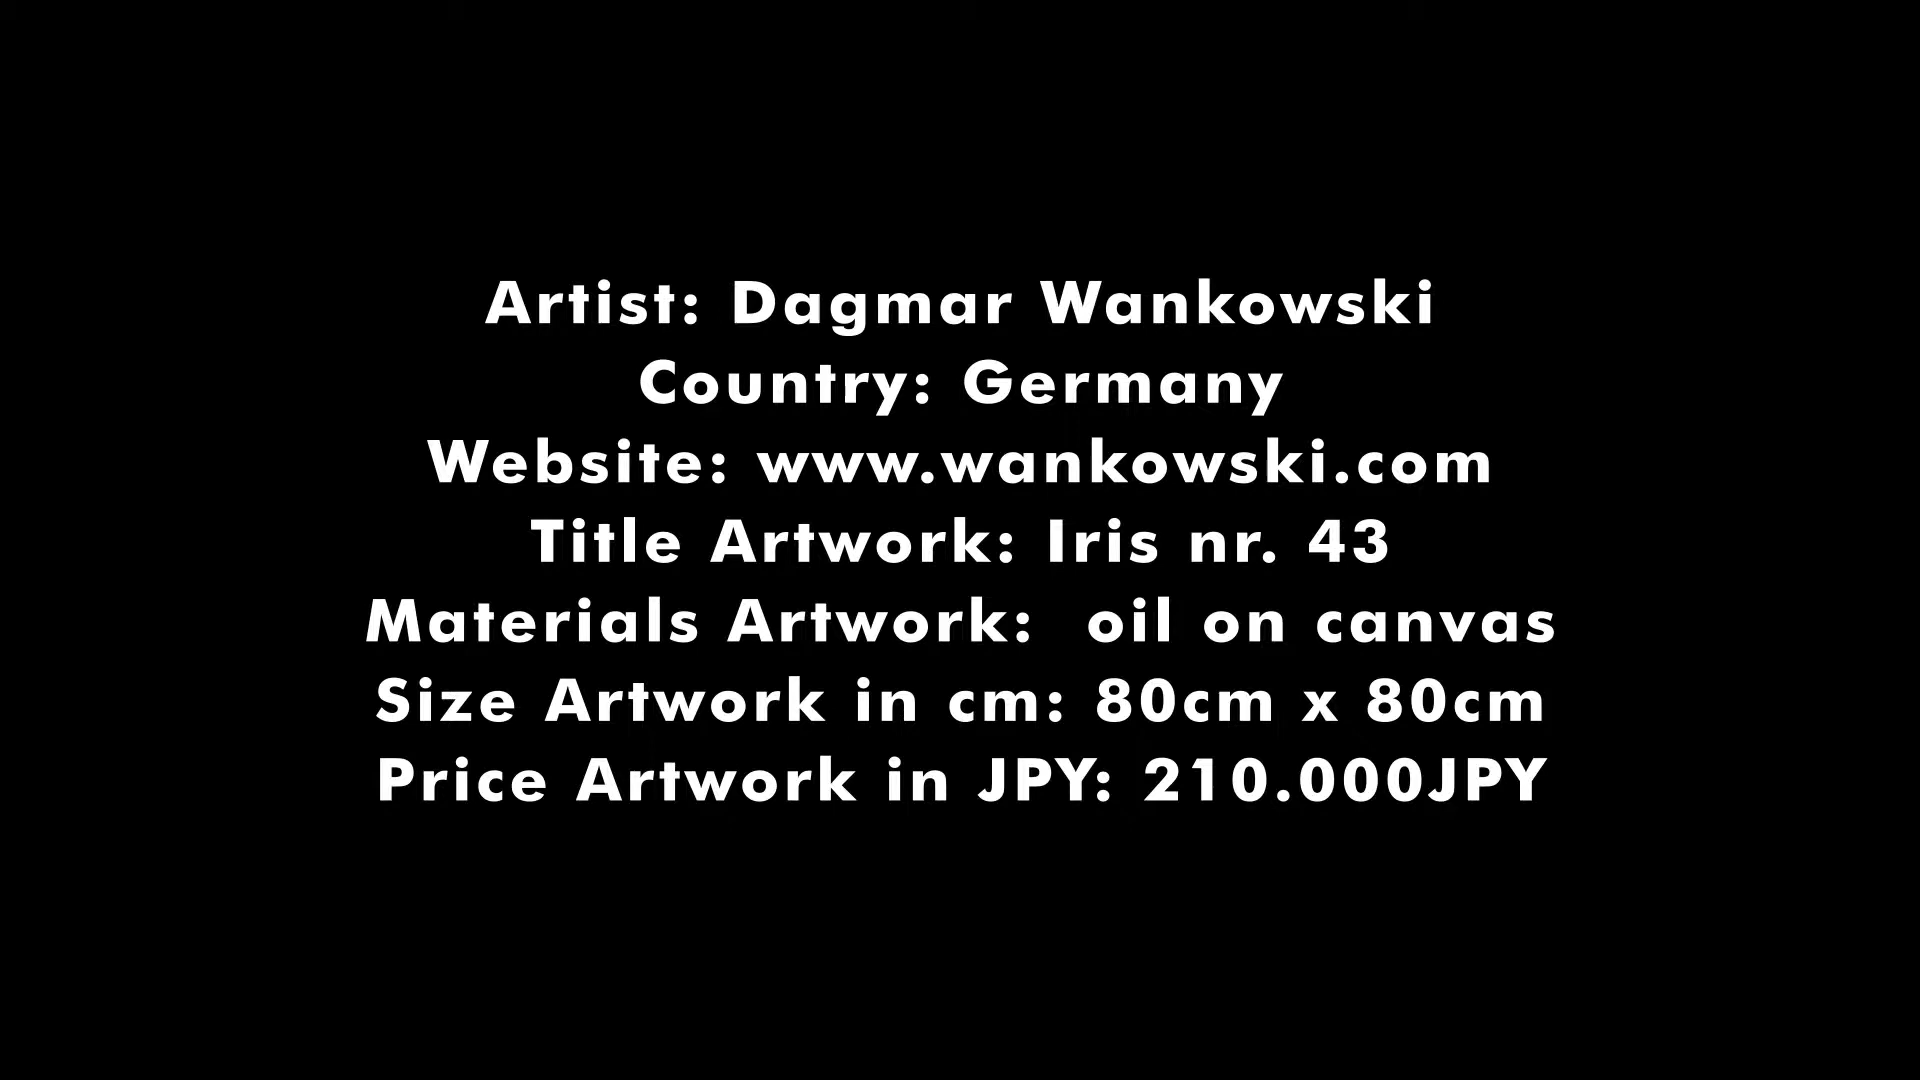 Artist: Dagmar Wankowski
Country: Germany
Website: www.wankowski.com
Title Artwork: Iris nr. 43
Materials Artwork:  oil on canvas
Size Artwork in cm: 80cm x 80cm
Price Artwork in JPY: 210.000JPY